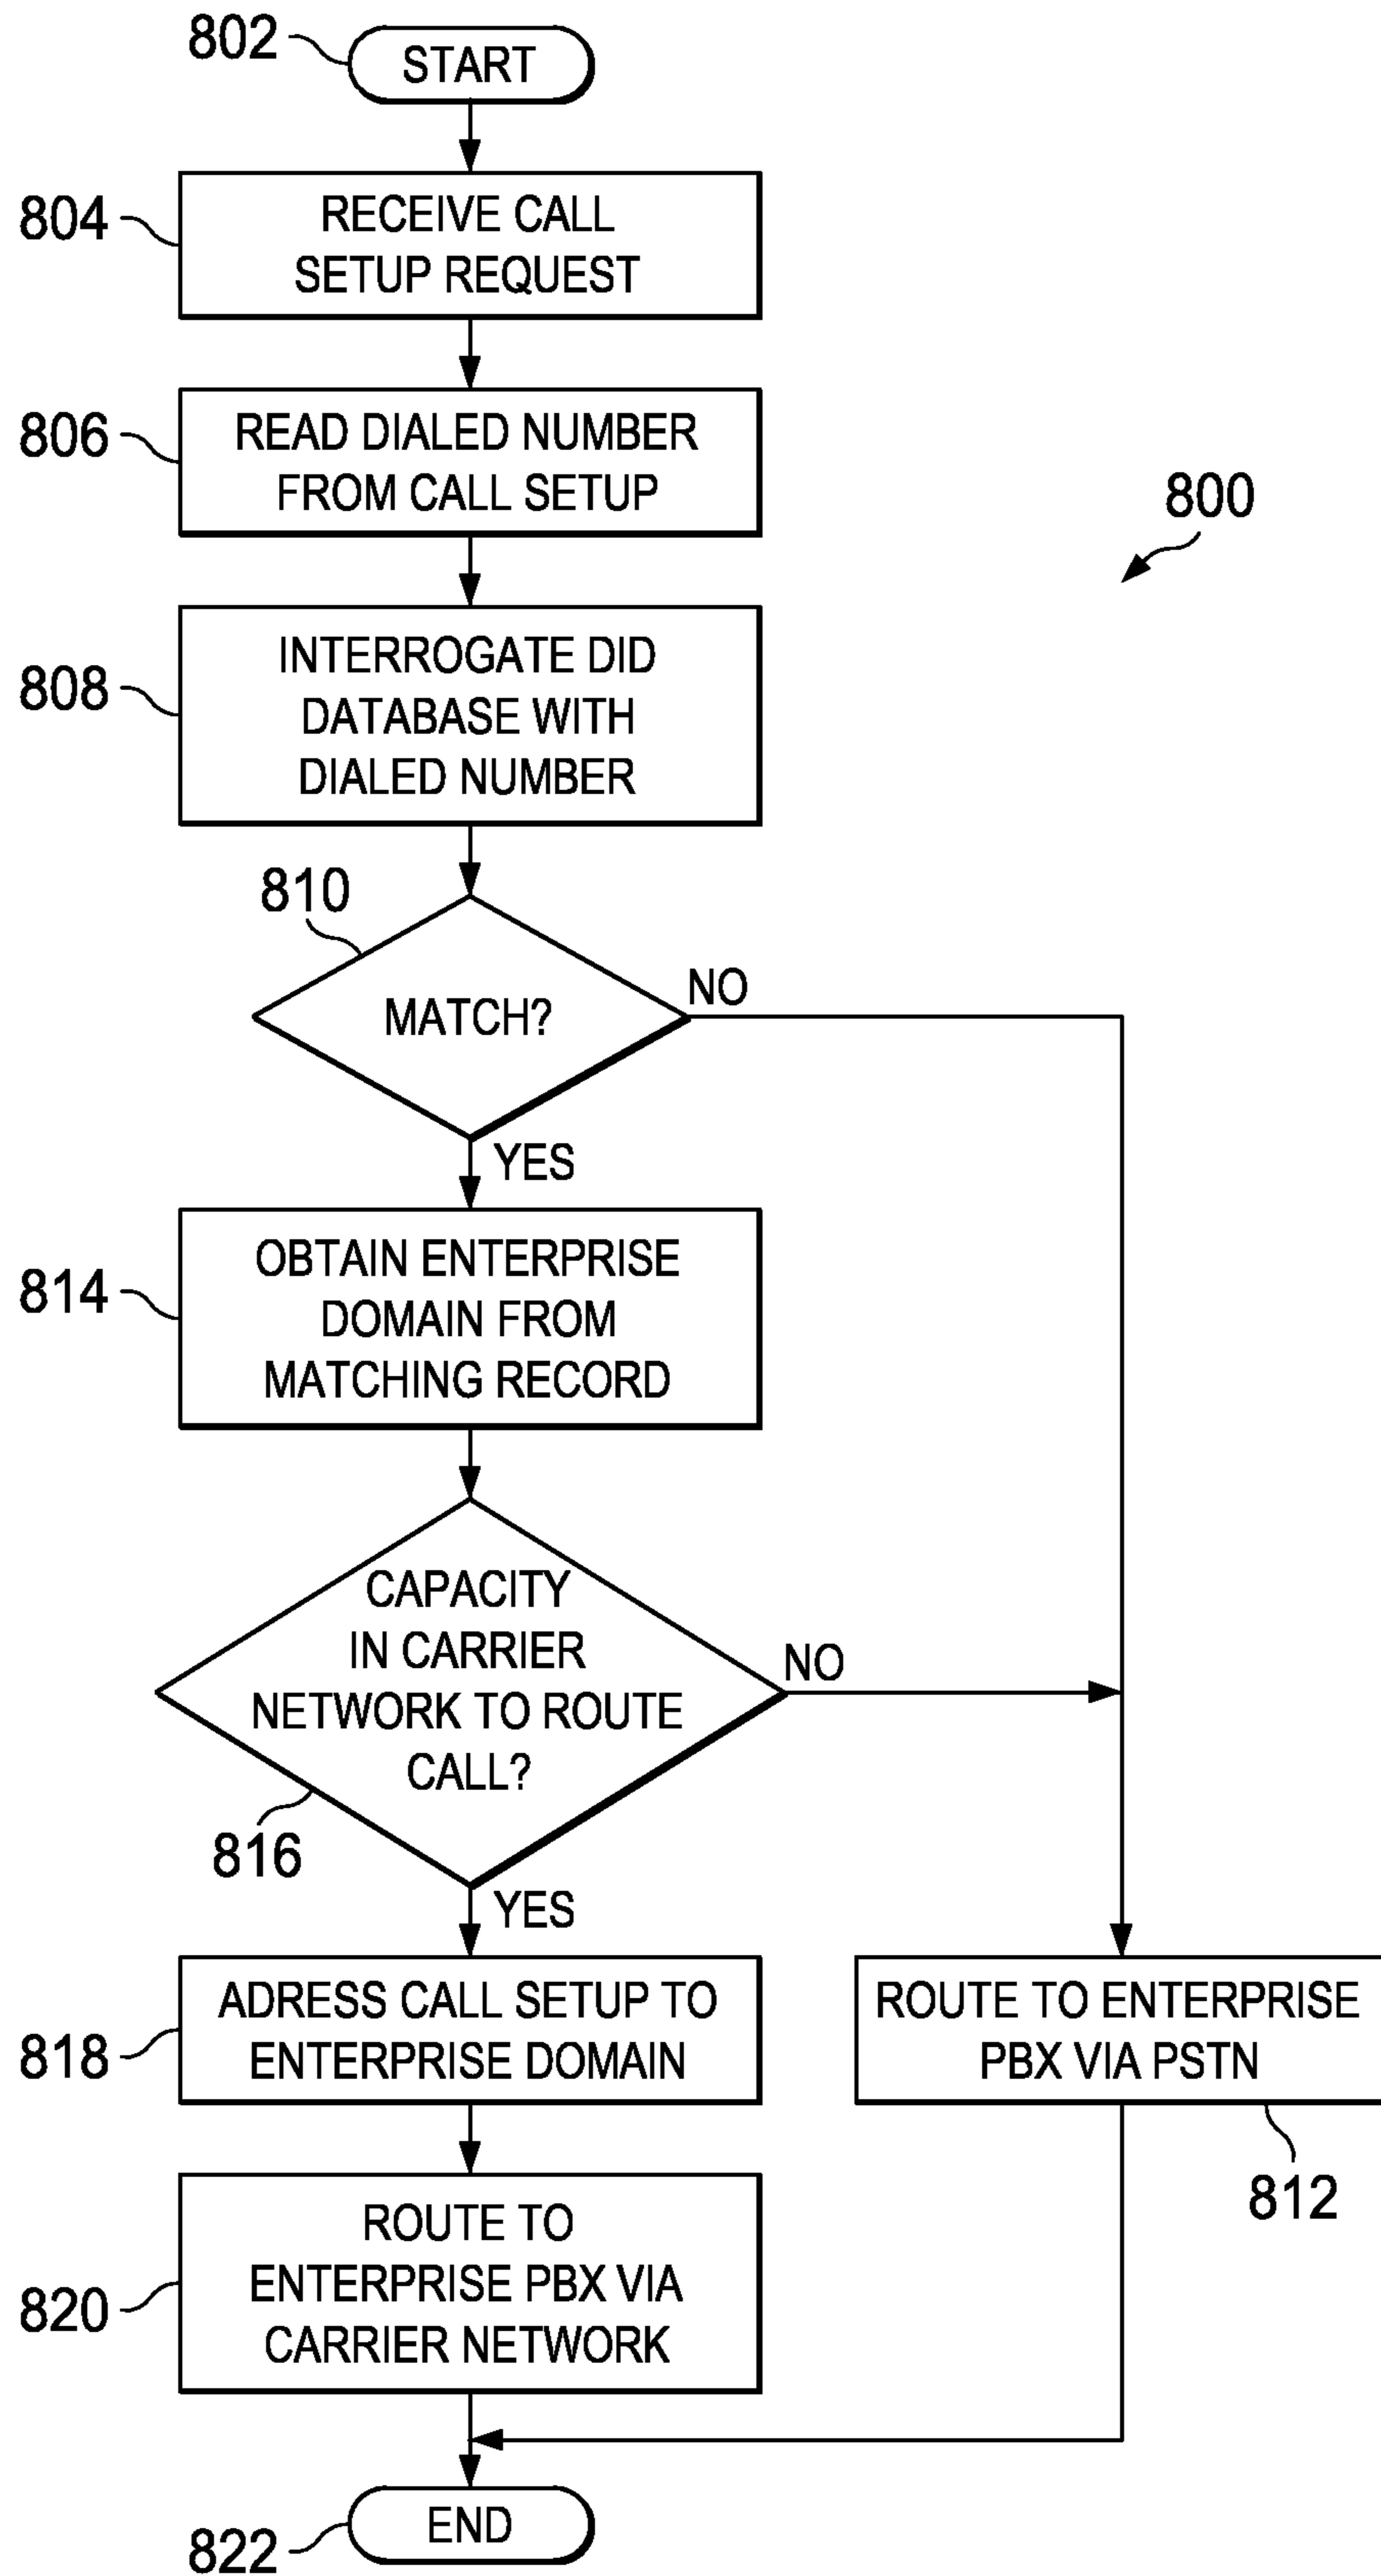 802
START
804
RECEIVE CALL
SETUP REQUEST
806
READ DIALED NUMBER
FROM CALL SETUP
800
808
INTERROGATE DID
DATABASE WITH
DIALED NUMBER
810
MATCH?
NO
YES
814
OBTAIN ENTERPRISE
DOMAIN FROM
MATCHING RECORD
CAPACITY
IN CARRIER
NETWORK TO ROUTE
CALL?
NO
816
YES
818
ADRESS CALL SETUP TO
ENTERPRISE DOMAIN
ROUTE TO ENTERPRISE
PBX VIA PSTN
812
820
ROUTE TO
ENTERPRISE PBX VIA
CARRIER NETWORK
822
END